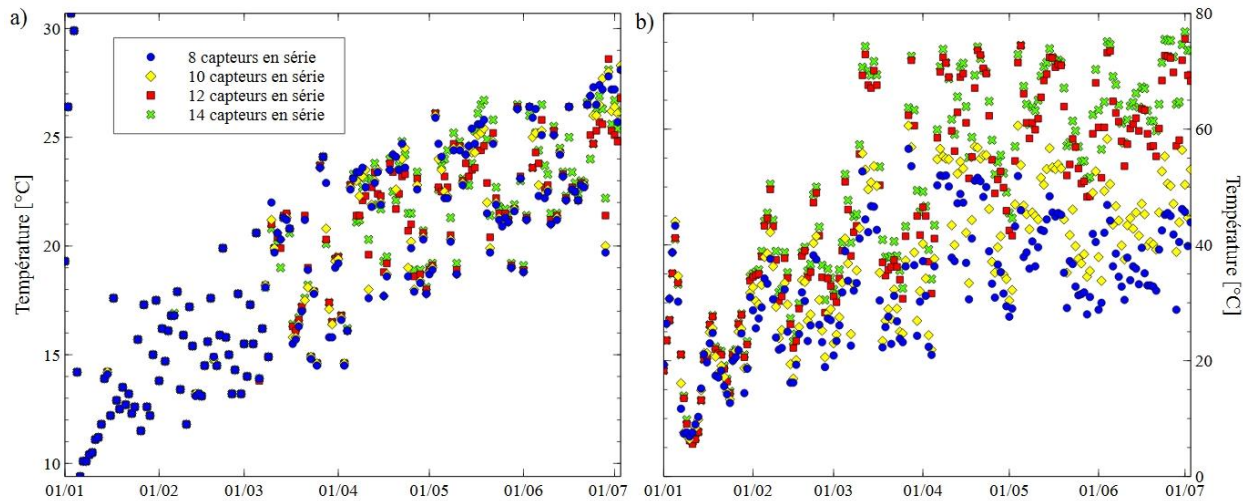 a)
30
25
20
15
10
Température [°C]
8 capteurs en série
10 capteurs en série
12 capteurs en série
14 capteurs en série
01/01 01/02 01/03 01/04 01/05 01/06 01/07
b)
80
60
40
20
0
Température [°C]
01/01 01/02 01/03 01/04 01/05 01/06 01/07